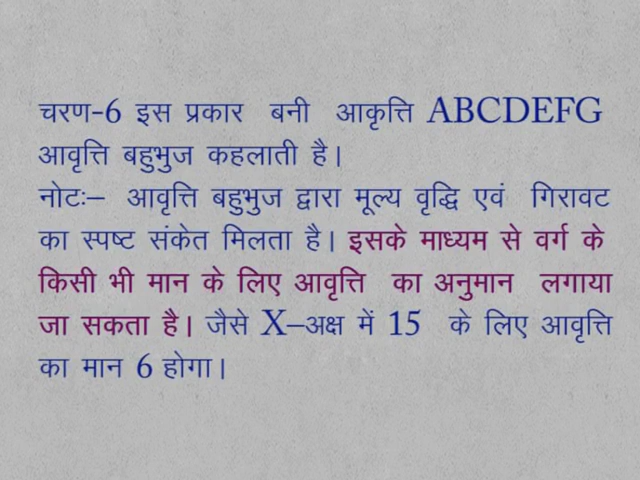 चरण-6 इस प्रकार बनी आकृत्ति ABCDEFG
आवृत्ति बहुभुज कहलाती है।
नोटः– आवृत्ति बहुभुज द्वारा मूल्य वृद्धि एवं गिरावट
का स्पष्ट संकेत मिलता है। इसके माध्यम से वर्ग के
किसी भी मान के लिए आवृत्ति का अनुमान लगाया
जा सकता है। जैसे X–अक्ष में 15 के लिए आवृत्ति
का मान 6 होगा।